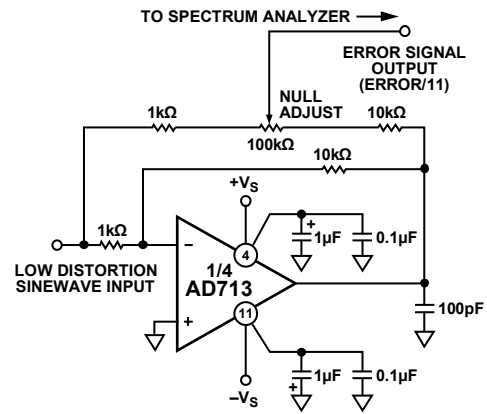 TO SPECTRUM ANALYZER
ERROR SIGNAL
OUTPUT
(ERROR/11)
1kΩ
NULL
ADJUST
10kΩ
100kΩ
10kΩ
+VS
1kΩ
–
4
+
1µF
0.1µF
LOW DISTORTION
SINEWAVE INPUT
1/4
AD713
11
+
100pF
1µF
0.1µF
+
–VS